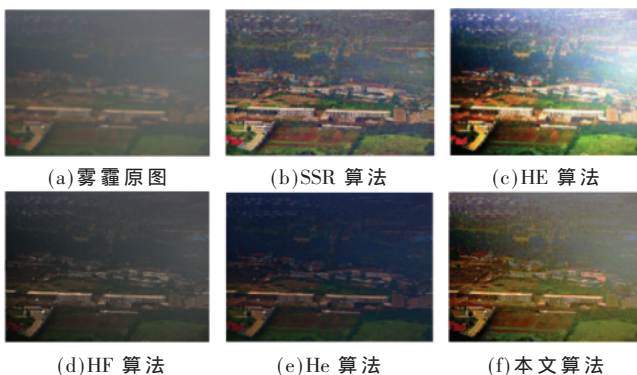 (a)雾霾原图
(b)SSR 算法
(c)HE 算法
(d)HF 算法
(e)He 算法
(f)本文算法